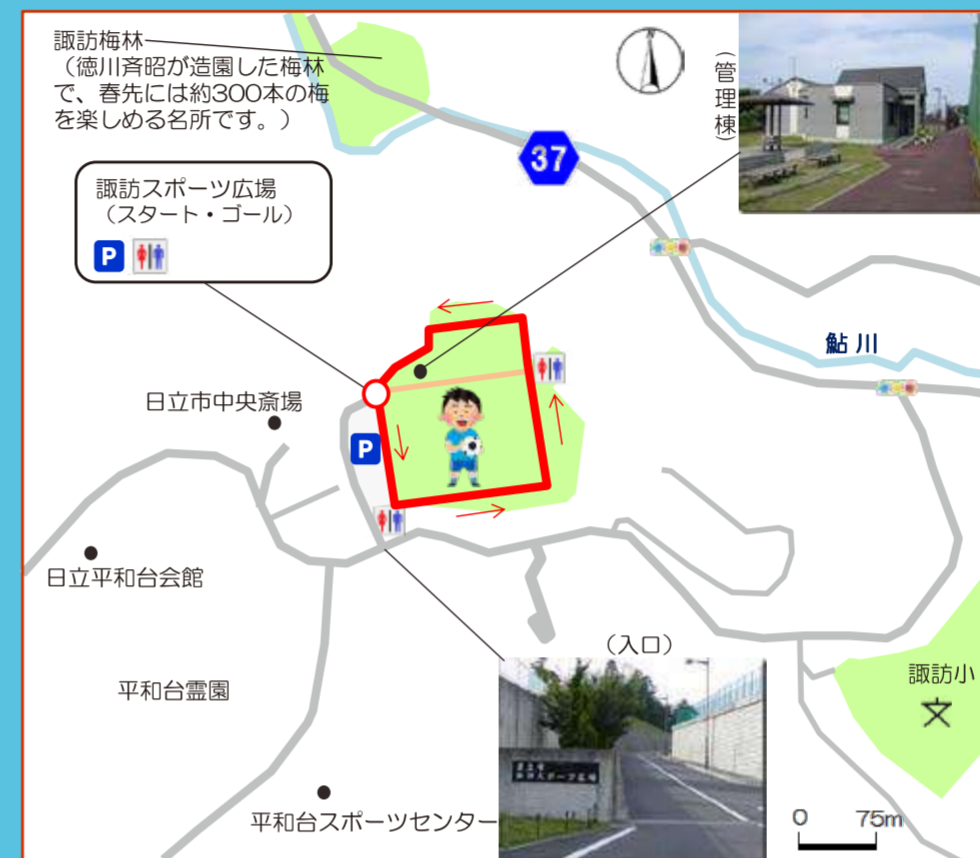 諏訪梅林
（徳川斉昭が造園した梅林
で、春先には約300本の梅
を楽しめる名所です。）
（管理棟）
37
諏訪スポーツ広場
（スタート・ゴール）
P
鮎川
日立市中央斎場
P
日立平和台会館
平和台霊園
（入口）
諏訪小
文
平和台スポーツセンター
0 75m